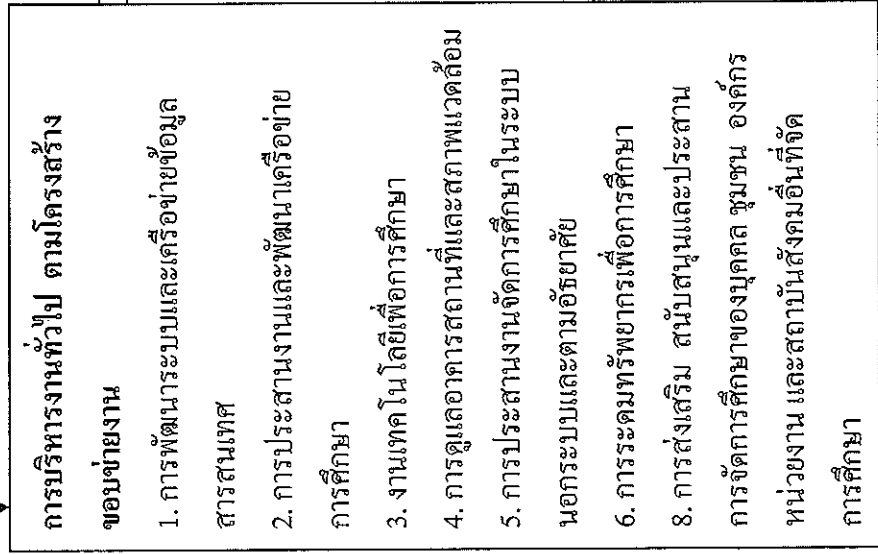 การบริหารงานทั่วไป ตามโครงสร้าง
ขอบข่ายงาน
1. การพัฒนาระบบและเครือข่ายข้อมูล
สารสนเทศ
2. การประสานงานและพัฒนาเครือข่าย
การศึกษา
3. งานเทคโนโลยีเพื่อการศึกษา
4. การดูแลอาคารสถานที่และสภาพแวดล้อม
5. การประสานงานจัดการศึกษาในระบบ
นอกระบบและตามอัธยาศัย
6. การระดมทรัพยากรเพื่อการศึกษา
8. การส่งเสริม สนับสนุนและประสาน
การจัดการศึกษาของบุคคล ชุมชน องค์กร
หน่วยงาน และสถาบันสังคมอื่นที่จัด
การศึกษา